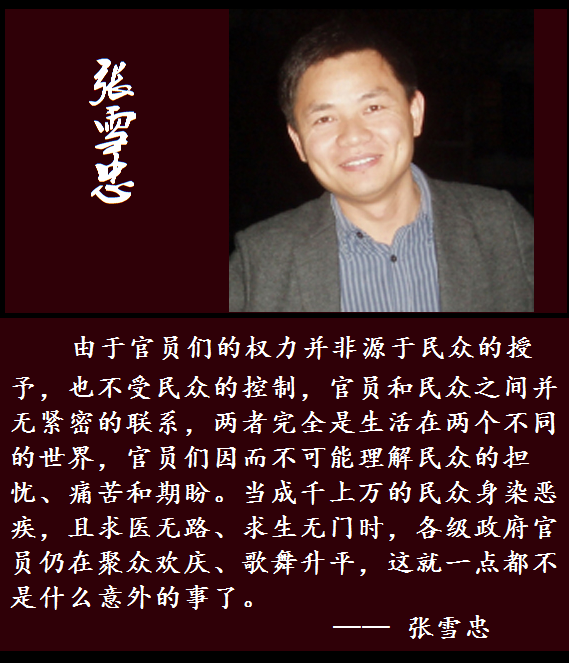 张雪忠
由于官员们的权力并非源于民众的授
予，也不受民众的控制，官员和民众之间并
无紧密的联系，两者完全是生活在两个不同
的世界，官员们因而不可能理解民众的担
忧、痛苦和期盼。当成千上万的民众身染恶
疾，且求医无路、求生无门时，各级政府官
员仍在聚众欢庆、歌舞升平，这就一点都不
是什么意外的事了。
—— 张雪忠